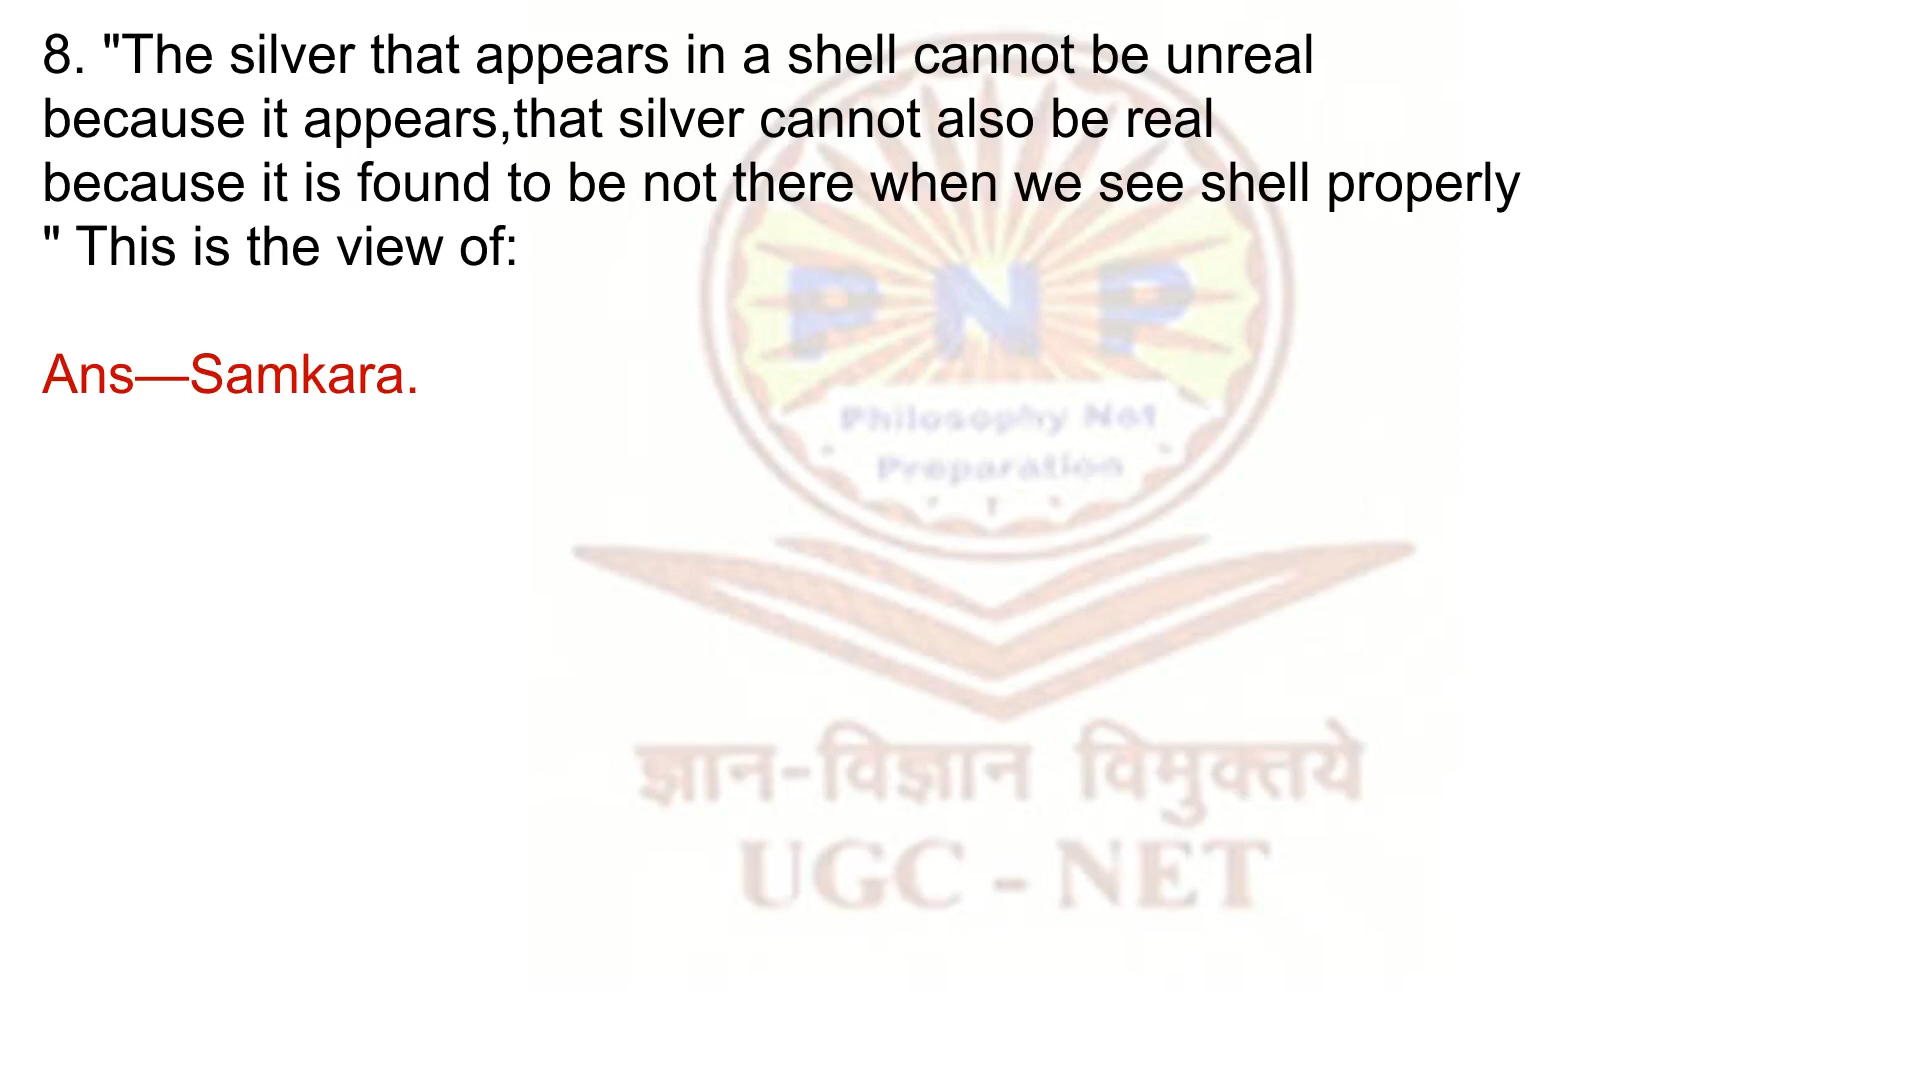 8. "The silver that appears in a shell cannot be unreal
because it appears,that silver cannot also be real
because it is found to be not there when we see shell properly
" This is the view of:
Ans—Samkara.
P N P
Philosophy Net
Preparation
ज्ञान-विज्ञान विमुक्तये
UGC - NET